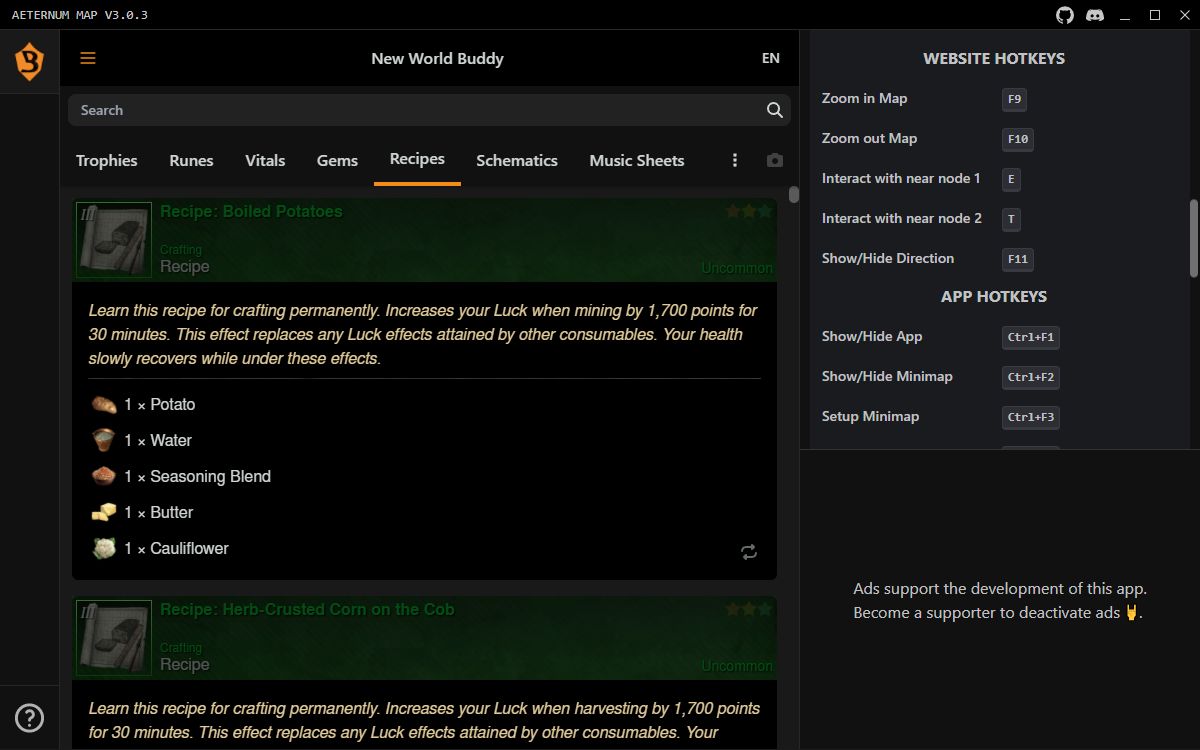 AETERNUM MAP V3.0.3
New World Buddy
EN
Search
Trophies Runes Vitals Gems Recipes Schematics Music Sheets
III
Recipe: Boiled Potatoes
Crafting
Recipe
Uncommon
Learn this recipe for crafting permanently. Increases your Luck when mining by 1,700 points for
30 minutes. This effect replaces any Luck effects attained by other consumables. Your health
slowly recovers while under these effects.
1 × Potato
1 × Water
1 × Seasoning Blend
1 × Butter
1 × Cauliflower
III
Recipe: Herb-Crusted Corn on the Cob
Crafting
Recipe
Uncommon
Learn this recipe for crafting permanently. Increases your Luck when harvesting by 1,700 points
for 30 minutes. This effect replaces any Luck effects attained by other consumables. Your
WEBSITE HOTKEYS
Zoom in Map F9
Zoom out Map F10
Interact with near node 1 E
Interact with near node 2 T
Show/Hide Direction F11
APP HOTKEYS
Show/Hide App Ctrl+F1
Show/Hide Minimap Ctrl+F2
Setup Minimap Ctrl+F3
Ads support the development of this app.
Become a supporter to deactivate ads 🤘.